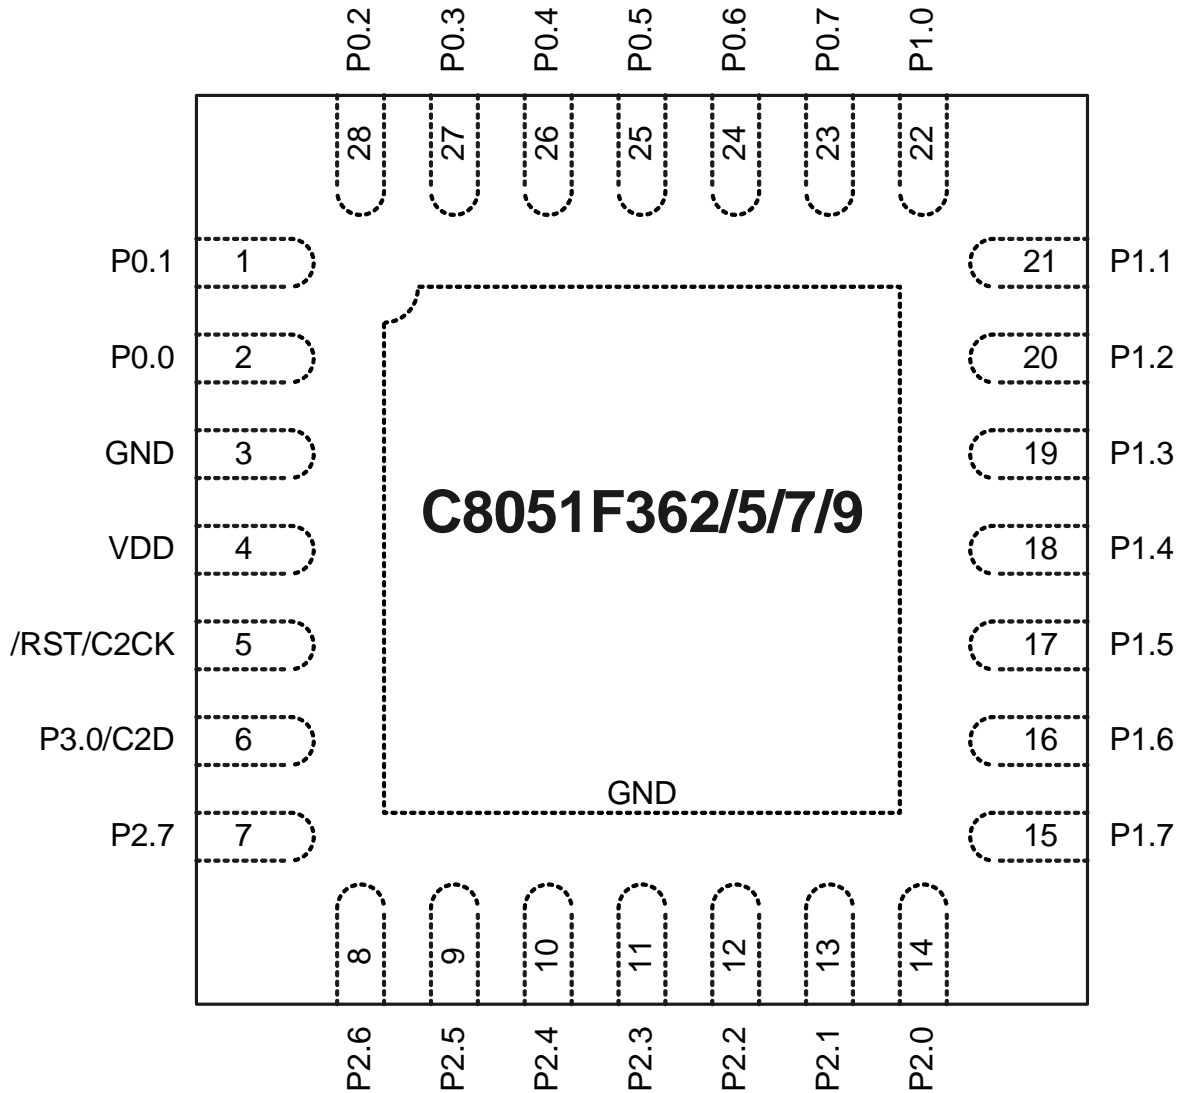 P0.2 P0.3 P0.4 P0.5 P0.6 P0.7 P1.0
28 27 26 25 24 23 22
P0.1 1 21 P1.1
P0.0 2 20 P1.2
GND 3 19 P1.3
C8051F362/5/7/9
VDD 4 18 P1.4
/RST/C2CK 5 17 P1.5
P3.0/C2D 6 16 P1.6
GND
P2.7 7 15 P1.7
8 9 10 11 12 13 14
P2.6 P2.5 P2.4 P2.3 P2.2 P2.1 P2.0